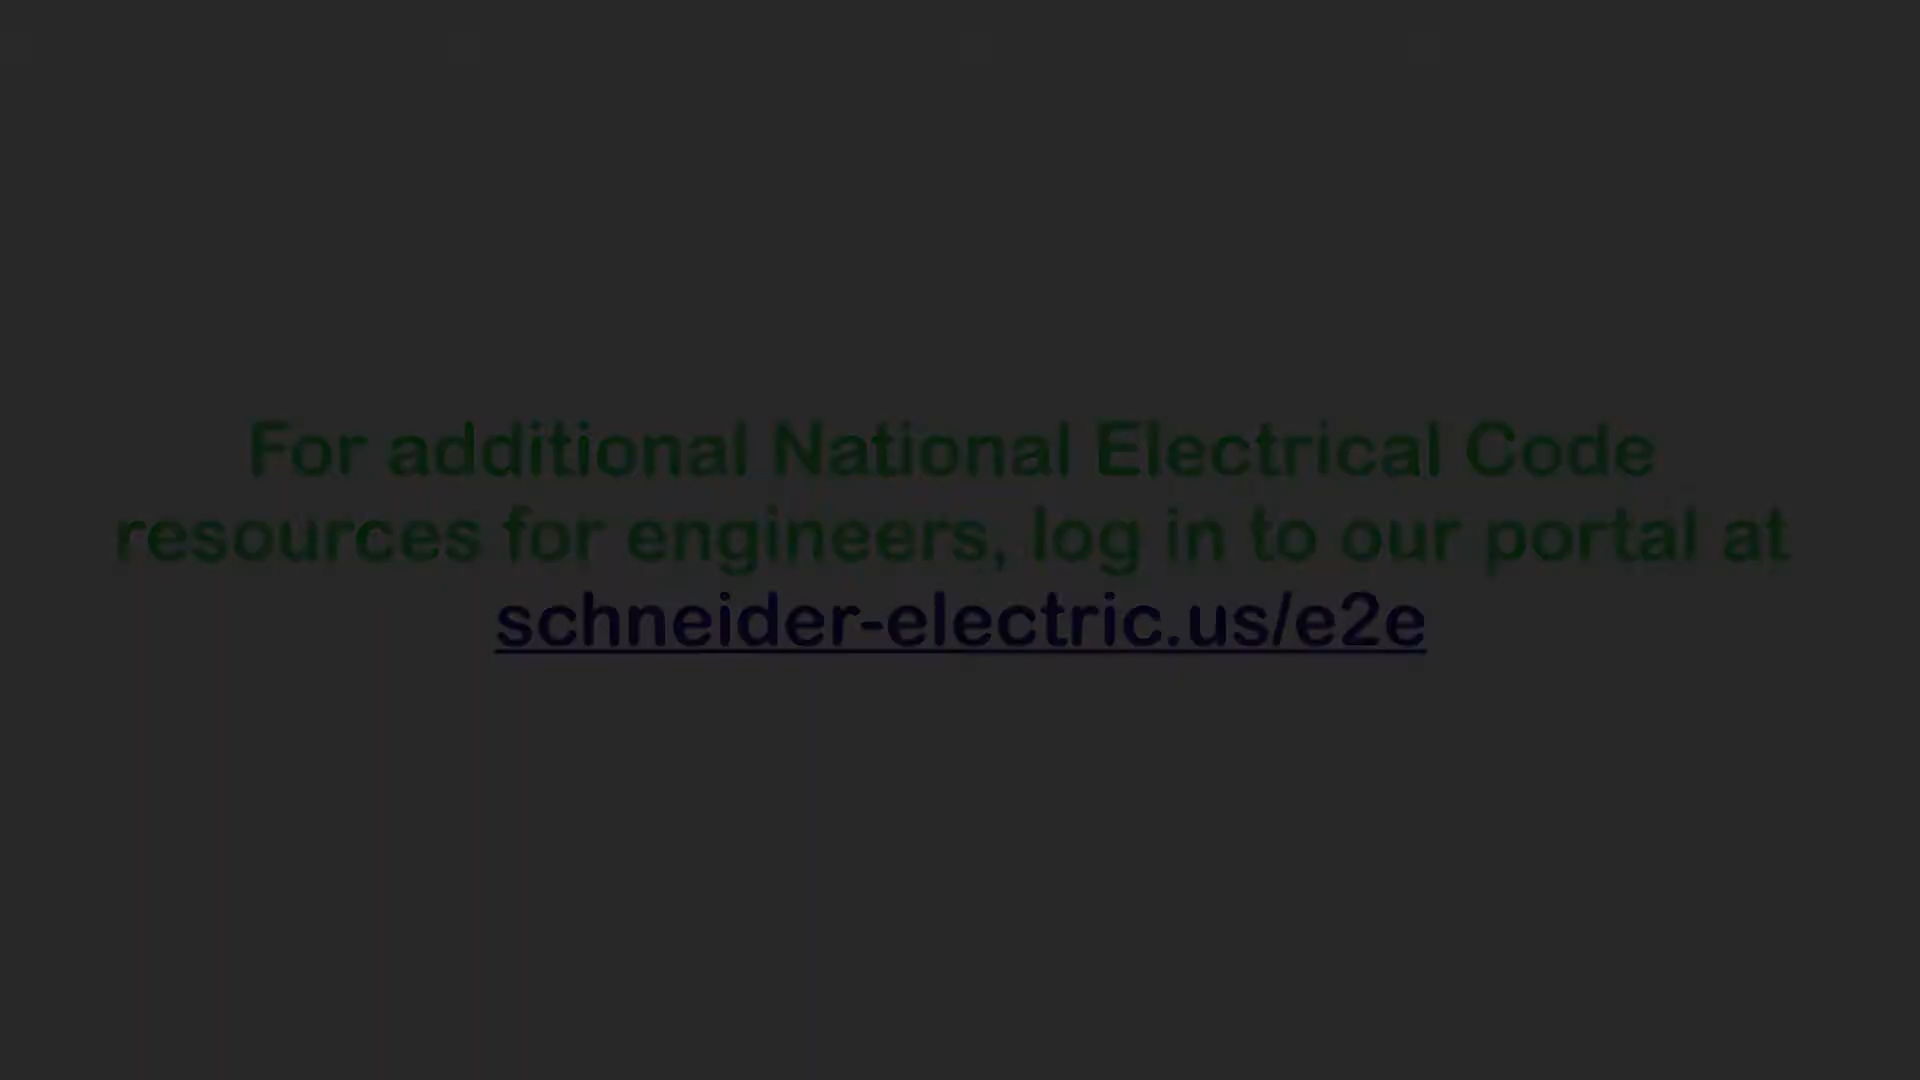 For additional National Electrical Code
resources for engineers, log in to our portal at
schneider-electric.us/e2e